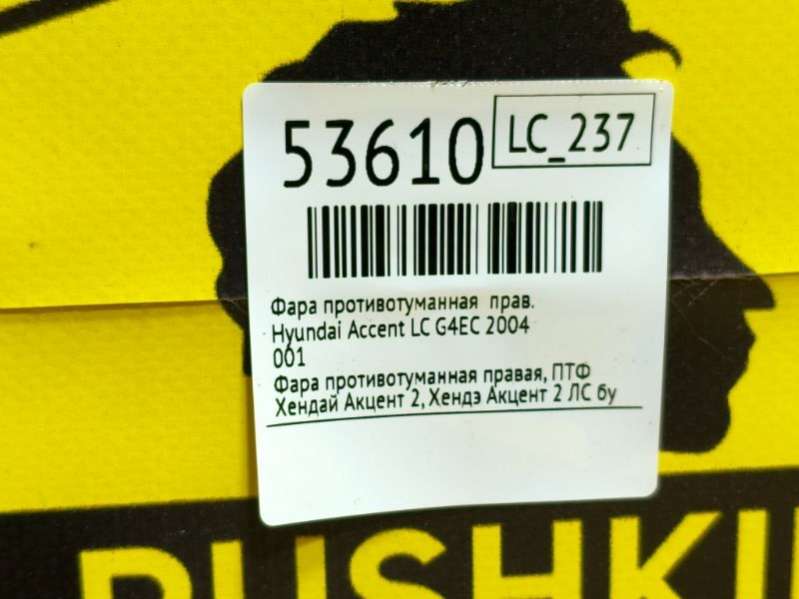 53610
LC_237
Фара противотуманная прав.
Hyundai Accent LC G4EC 2004
001
Фара противотуманная правая, ПТФ
Хендай Акцент 2, Хендэ Акцент 2 ЛС бу
PUSHKI